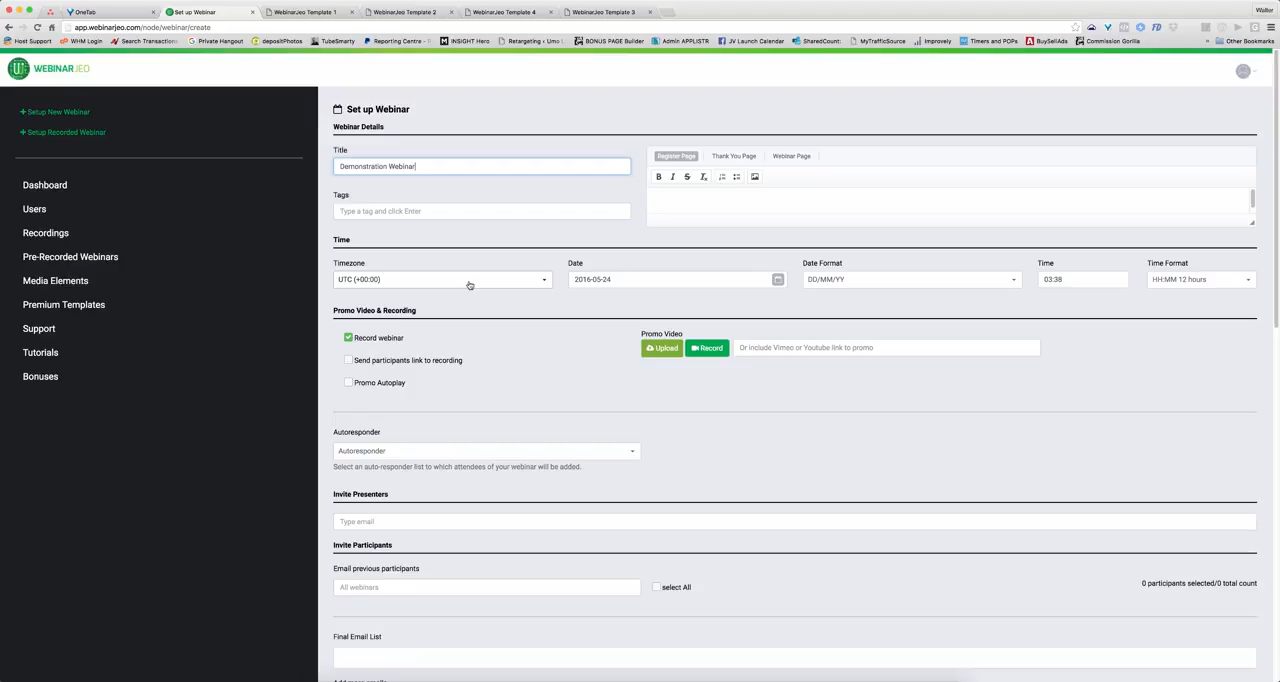 OneTab
Set up Webinar
WebinarJeo Template 1
WebinarJeo Template 2
WebinarJeo Template 4
WebinarJeo Template 3
Walter
app.webinarjeo.com/node/webinar/create
Host Support
WHM Login
Search Transactions
Private Hangout
depositPhotos
TubeSmarty
Reporting Centre -
INSIGHT Hero
Retargeting ‹ Umo
BONUS PAGE Builder
Admin APPLISTR
JV Launch Calendar
SharedCount:
MyTrafficSource
Improvely
Timers and POPs
BuySellAds
Commission Gorilla
»
Other Bookmarks
WEBINARJEO
+ Setup New Webinar
+ Setup Recorded Webinar
Dashboard
Users
Recordings
Pre-Recorded Webinars
Media Elements
Premium Templates
Support
Tutorials
Bonuses
Set up Webinar
Webinar Details
Title
Demonstration Webinar
Tags
Type a tag and click Enter
Register Page
Thank You Page
Webinar Page
Time
Timezone
UTC (+00:00)
Date
2016-05-24
Date Format
DD/MM/YY
Time
03:38
Time Format
HH:MM 12 hours
Promo Video & Recording
Record webinar
Send participants link to recording
Promo Autoplay
Promo Video
Upload
Record
Or include Vimeo or Youtube link to promo
Autoresponder
Autoresponder
Select an auto-responder list to which attendees of your webinar will be added.
Invite Presenters
Type email
Invite Participants
Email previous participants
All webinars
select All
0 participants selected/0 total count
Final Email List